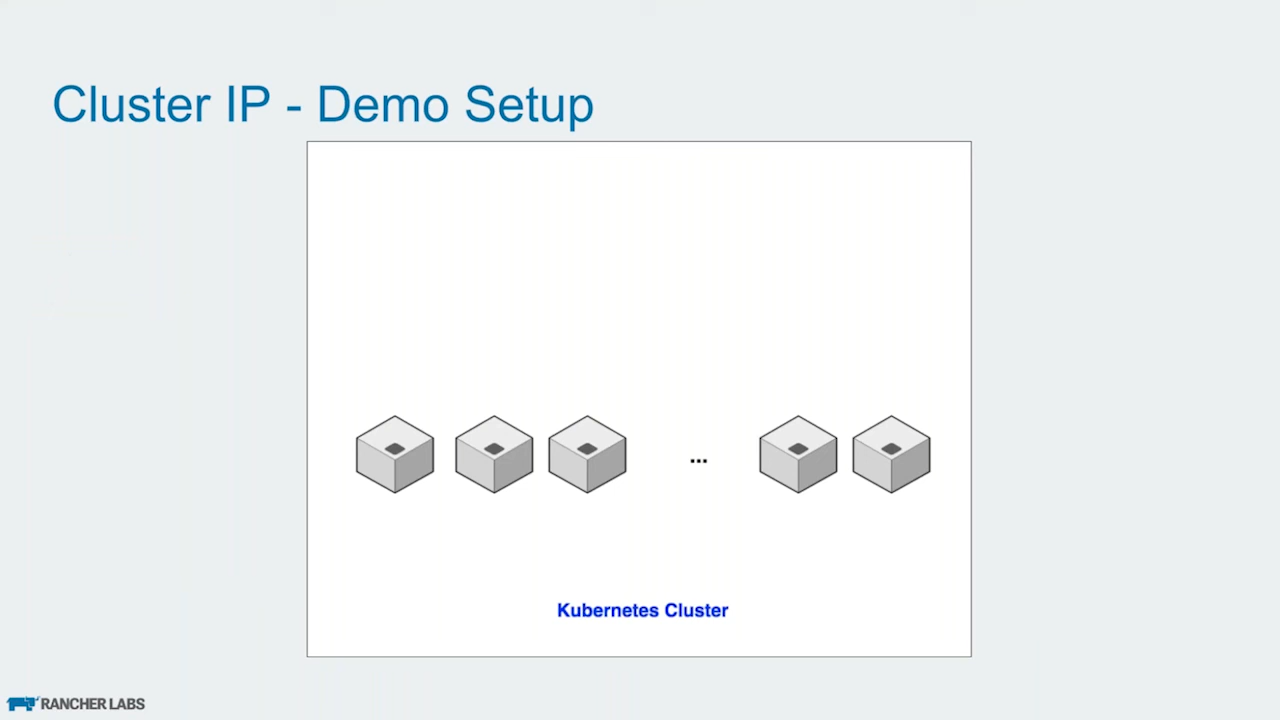 Cluster IP - Demo Setup
...
Kubernetes Cluster
RANCHER LABS